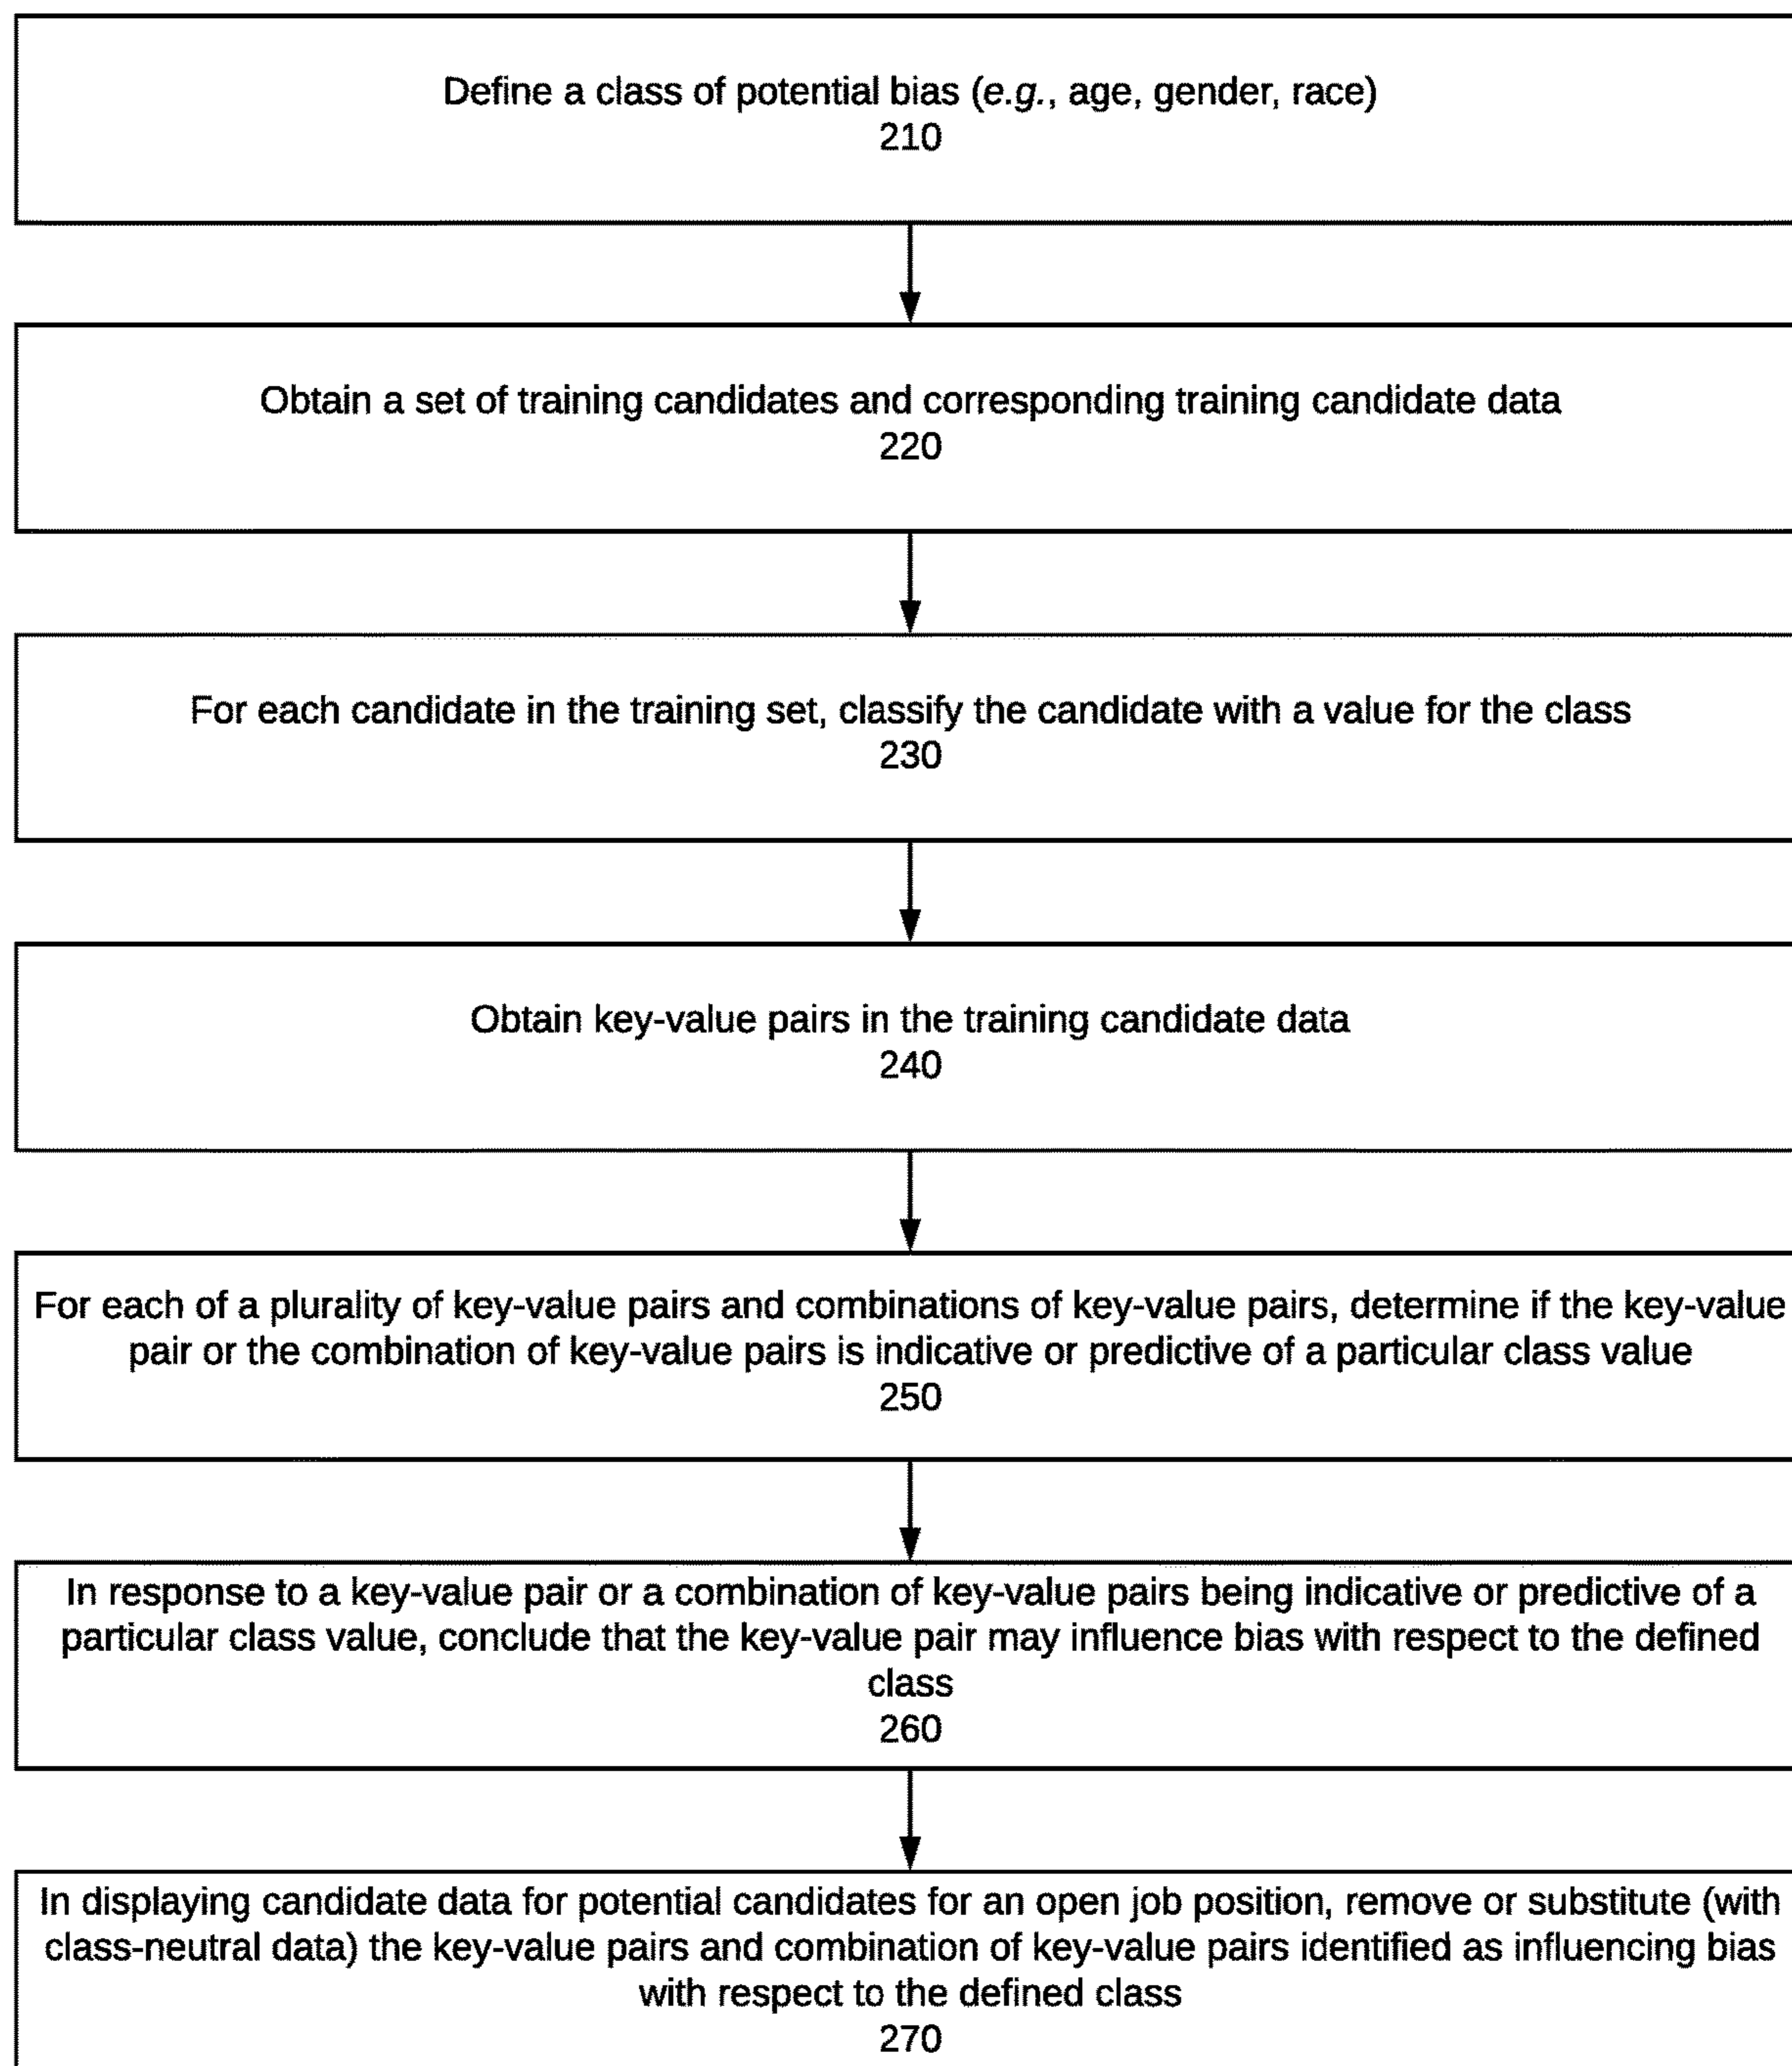 Define a class of potential bias (e.g., age, gender, race)
210
Obtain a set of training candidates and corresponding training candidate data
220
For each candidate in the training set, classify the candidate with a value for the class
230
Obtain key-value pairs in the training candidate data
240
For each of a plurality of key-value pairs and combinations of key-value pairs, determine if the key-value
pair or the combination of key-value pairs is indicative or predictive of a particular class value
250
In response to a key-value pair or a combination of key-value pairs being indicative or predictive of a
particular class value, conclude that the key-value pair may influence bias with respect to the defined
class
260
In displaying candidate data for potential candidates for an open job position, remove or substitute (with
class-neutral data) the key-value pairs and combination of key-value pairs identified as influencing bias
with respect to the defined class
270